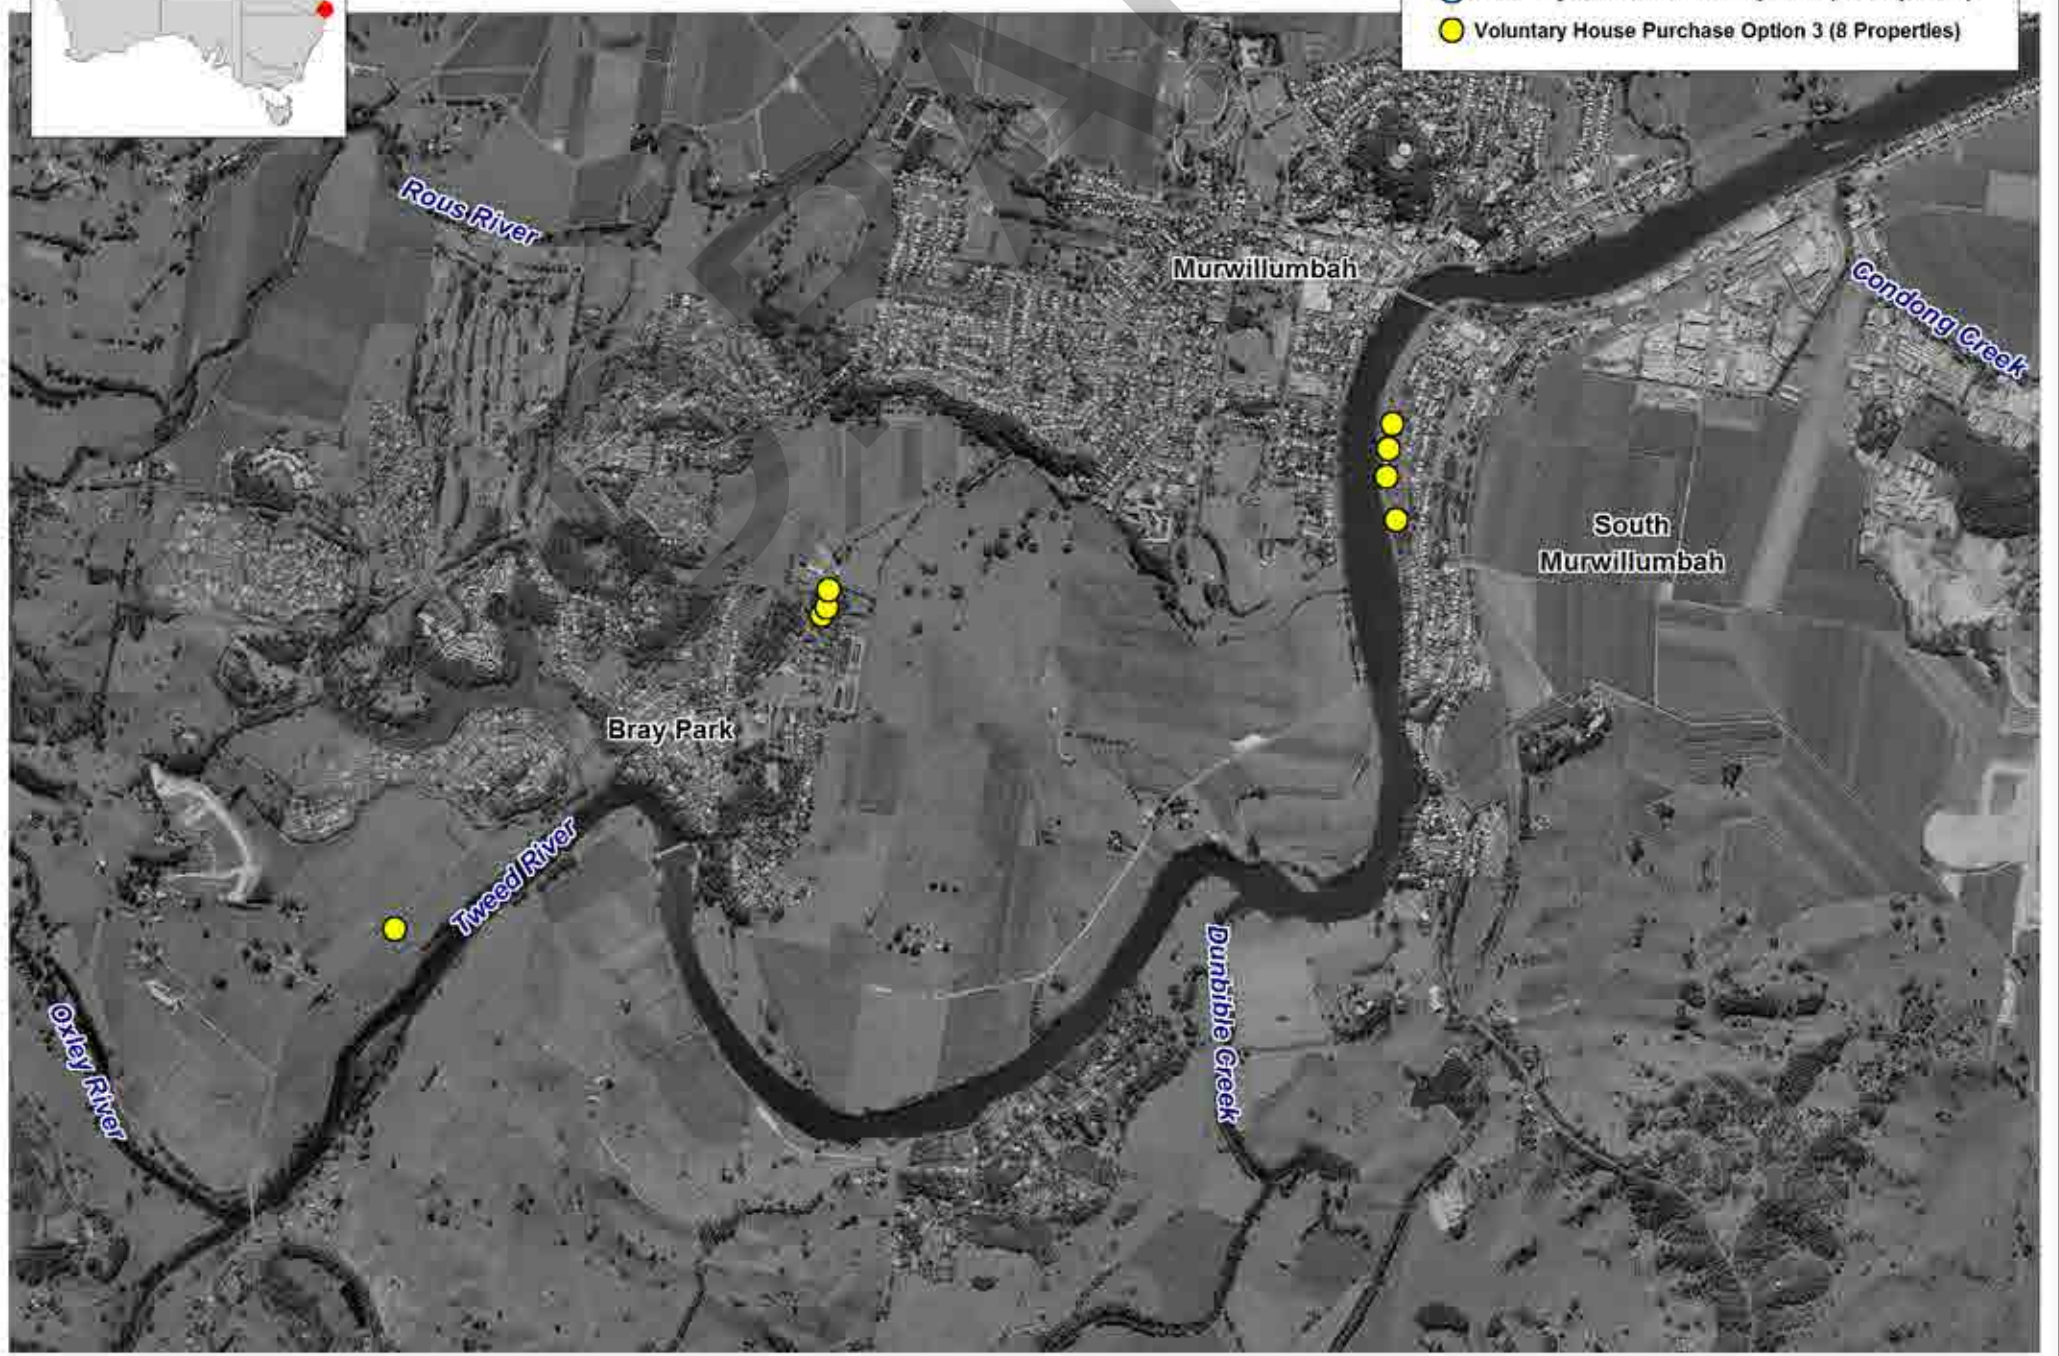 Voluntary House Purchase Option 3 (8 Properties)
Rous River
Murwillumbah
Condong Creek
South
Murwillumbah
Bray Park
Tweed River
Dunbible Creek
Oxley River